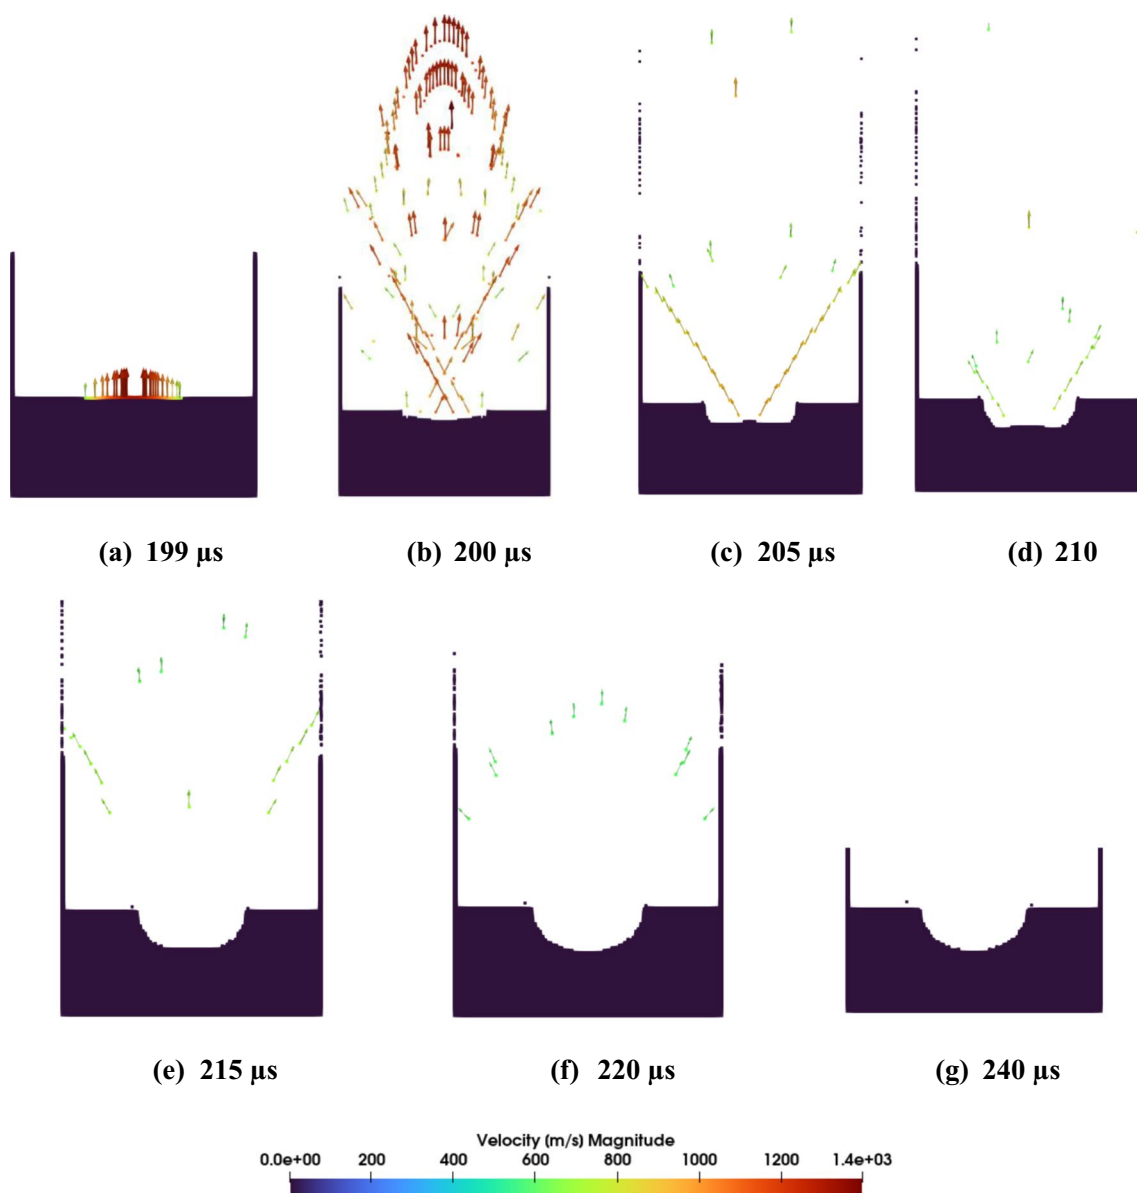 (a) 199 μs
(b) 200 μs
(c) 205 μs
(d) 210
(e) 215 μs
(f) 220 μs
(g) 240 μs
Velocity (m/s) Magnitude
0.0e+00 200 400 600 800 1000 1200 1.4e+03